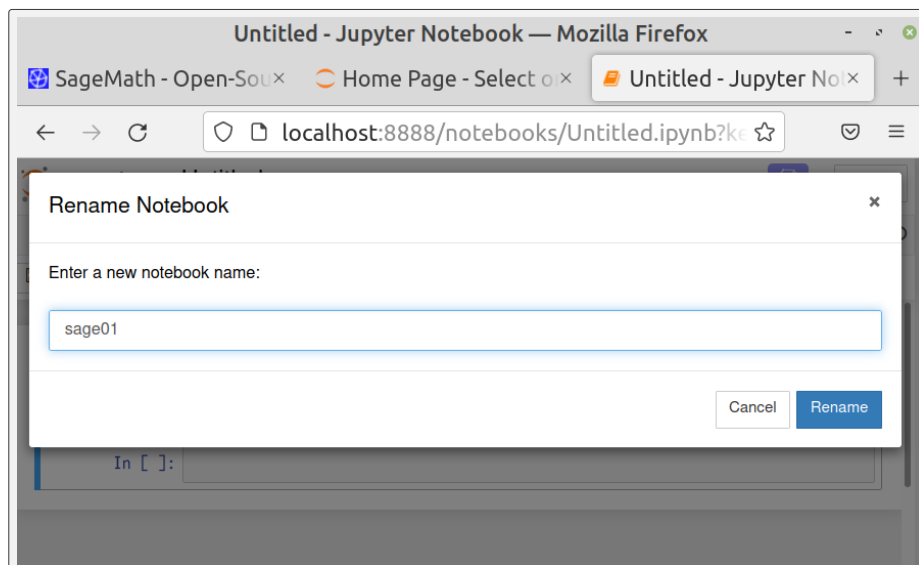 Untitled - Jupyter Notebook — Mozilla Firefox
SageMath - Open-Sou Home Page - Select o Untitled - Jupyter Not
localhost:8888/notebooks/Untitled.ipynb?ke
Rename Notebook
Enter a new notebook name:
sage01
Cancel Rename
In [ ]: